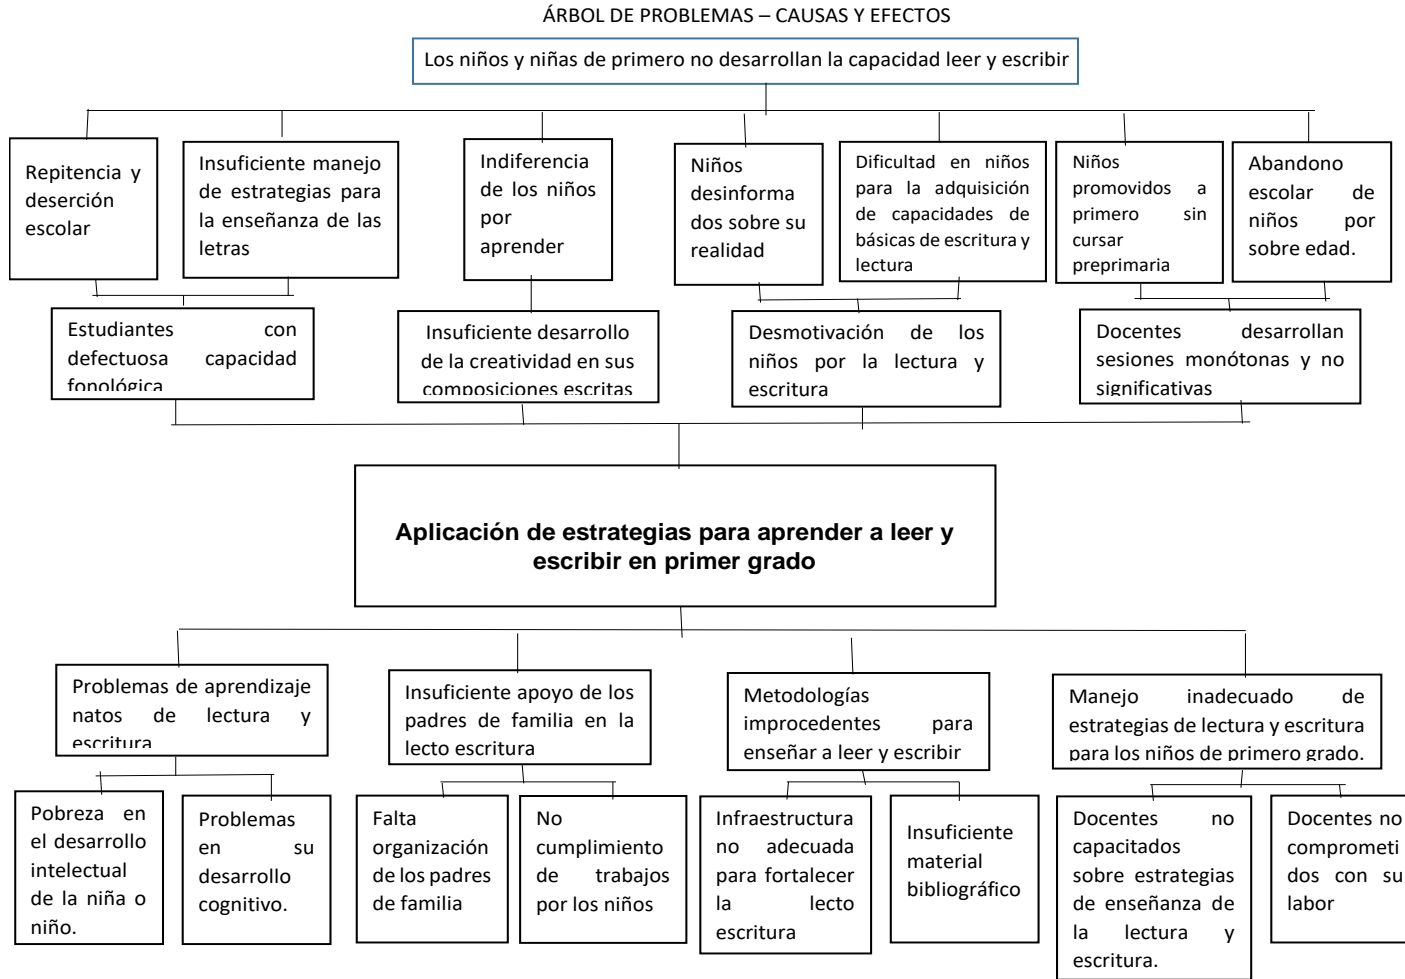 ÁRBOL DE PROBLEMAS – CAUSAS Y EFECTOS
Los niños y niñas de primero no desarrollan la capacidad leer y escribir
Repitencia y
deserción
escolar
Insuficiente manejo
de estrategias para
la enseñanza de las
letras
Indiferencia
de los niños
por
aprender
Niños
desinforma
dos sobre su
realidad
Dificultad en niños
para la adquisición
de capacidades de
básicas de escritura y
lectura
Niños
promovidos a
primero sin
cursar
preprimaria
Abandono
escolar de
niños por
sobre edad.
Estudiantes con
defectuosa capacidad
fonológica
Insuficiente desarrollo
de la creatividad en sus
composiciones escritas
Desmotivación de los
niños por la lectura y
escritura
Docentes desarrollan
sesiones monótonas y no
significativas
Aplicación de estrategias para aprender a leer y
escribir en primer grado
Problemas de aprendizaje
natos de lectura y
escritura
Insuficiente apoyo de los
padres de familia en la
lecto escritura
Metodologías
improcedentes para
enseñar a leer y escribir
Manejo inadecuado de
estrategias de lectura y escritura
para los niños de primero grado.
Pobreza en
el desarrollo
intelectual
de la niña o
niño.
Problemas
en su
desarrollo
cognitivo.
Falta
organización
de los padres
de familia
No
cumplimiento
de trabajos
por los niños
Infraestructura
no adecuada
para fortalecer
la lecto
escritura
Insuficiente
material
bibliográfico
Docentes no
capacitados
sobre estrategias
de enseñanza de
la lectura y
escritura.
Docentes no
comprometi
dos con su
labor